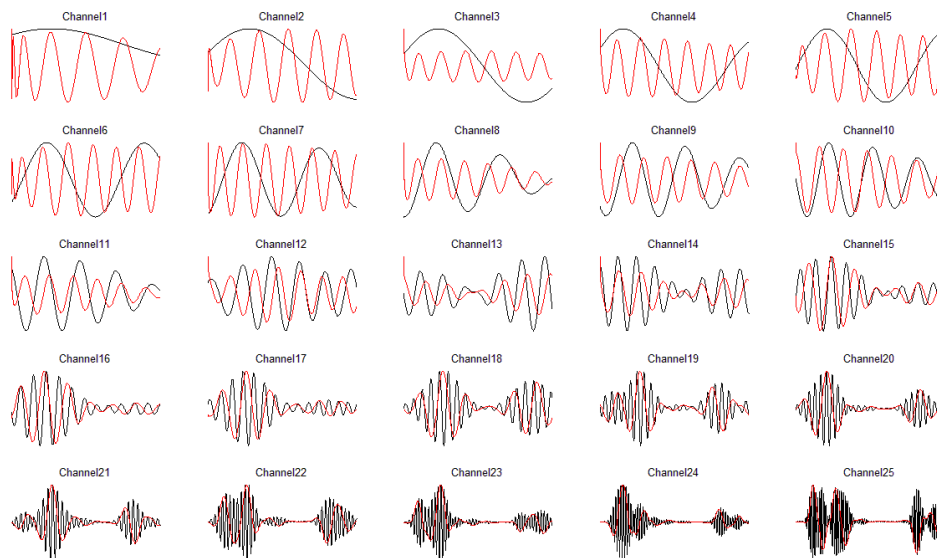 Channel1
Channel2
Channel3
Channel4
Channel5
Channel6
Channel7
Channel8
Channel9
Channel10
Channel11
Channel12
Channel13
Channel14
Channel15
Channel16
Channel17
Channel18
Channel19
Channel20
Channel21
Channel22
Channel23
Channel24
Channel25